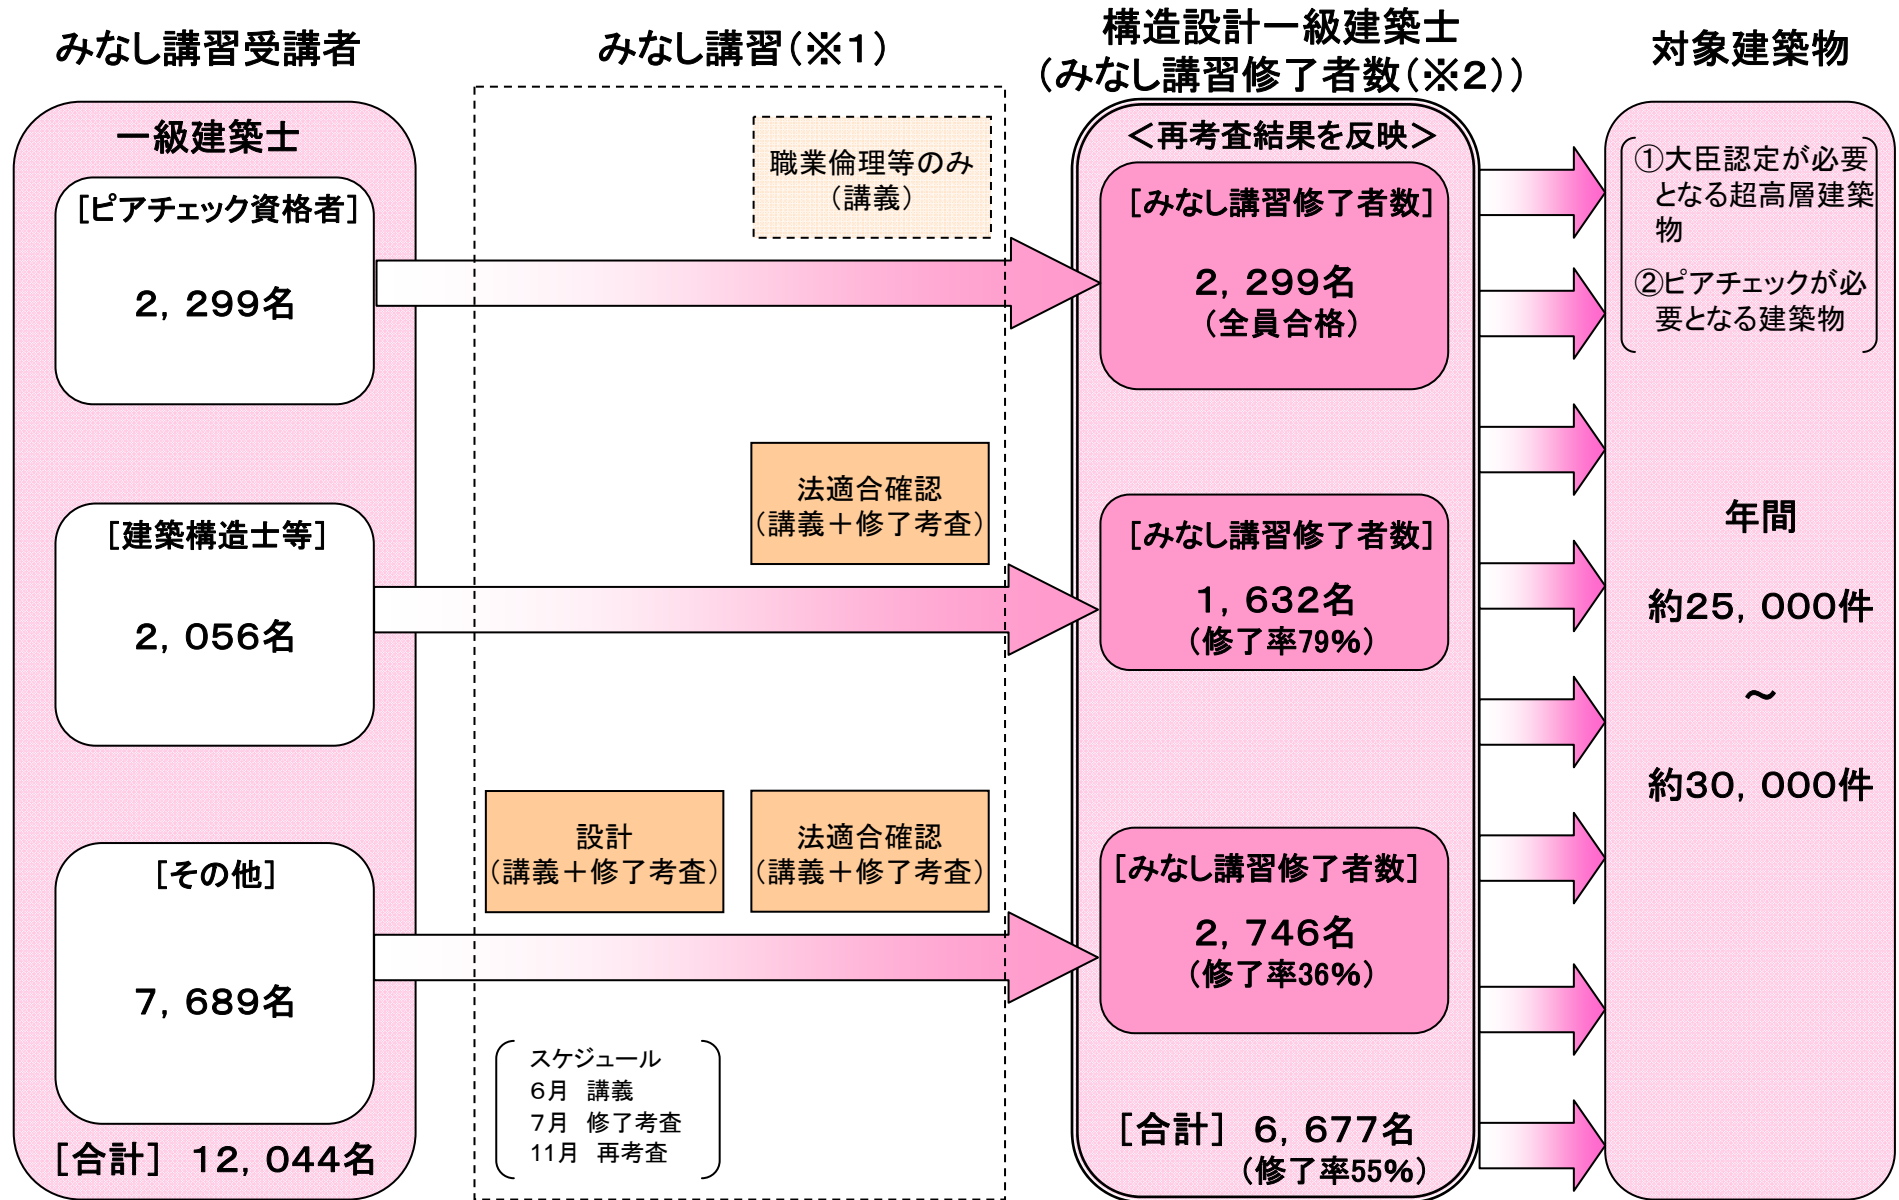 みなし講習受講者
一級建築士
［ピアチェック資格者］
２，２９９名
［建築構造士等］
２，０５６名
［その他］
７，６８９名
［合計］ １２，０４４名
みなし講習（※１）
職業倫理等のみ
（講義）
法適合確認
（講義＋修了考査）
設計
（講義＋修了考査）
法適合確認
（講義＋修了考査）
スケジュール
６月 講義
７月 修了考査
１１月 再考査
構造設計一級建築士
（みなし講習修了者数（※２））
＜再考査結果を反映＞
［みなし講習修了者数］
２，２９９名
（全員合格）
［みなし講習修了者数］
１，６３２名
（修了率79%）
［みなし講習修了者数］
２，７４６名
（修了率36%）
［合計］ ６，６７７名
（修了率55%）
対象建築物
①大臣認定が必要
となる超高層建築
物
②ピアチェックが必
要となる建築物
年間
約２５，０００件
～
約３０，０００件